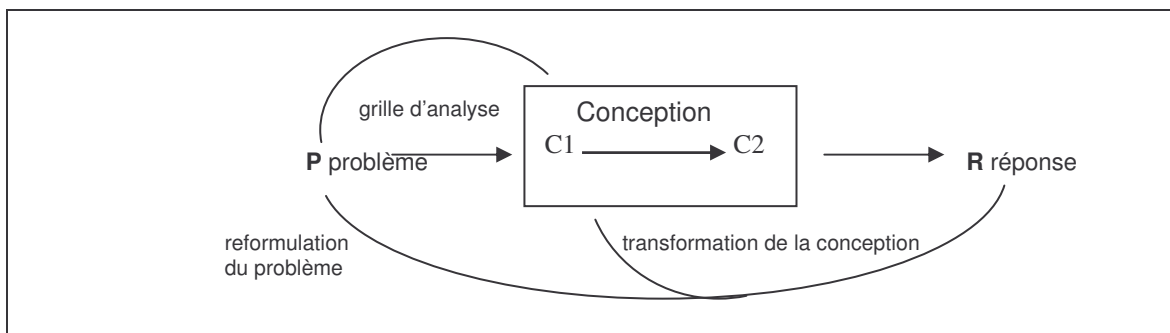 grille d'analyse
Conception
C1 C2
P problème
R réponse
reformulation
du problème
transformation de la conception